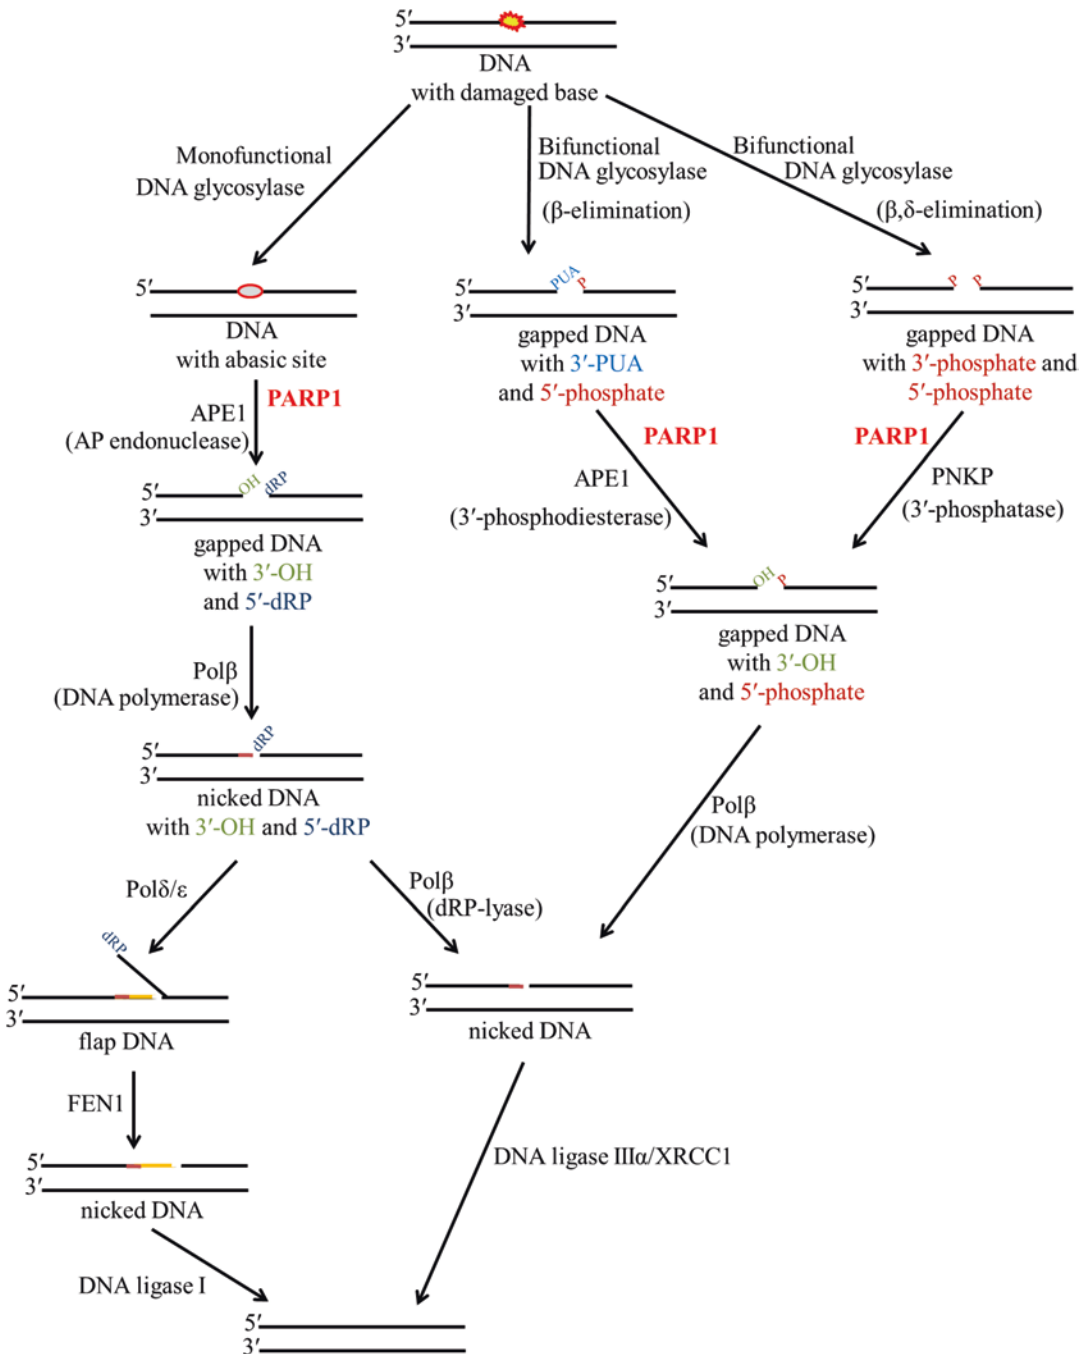 5′
3′
DNA
with damaged base
Monofunctional
DNA glycosylase
Bifunctional
DNA glycosylase
(β-elimination)
Bifunctional
DNA glycosylase
(β,δ-elimination)
5′
DNA
with abasic site
PUA P
5′
3′
gapped DNA
with 3′-PUA
and 5′-phosphate
P P
5′
3′
gapped DNA
with 3′-phosphate and
5′-phosphate
PARP1
APE1
(AP endonuclease)
PARP1
APE1
(3′-phosphodiesterase)
PARP1
PNKP
(3′-phosphatase)
OH dRP
5′
3′
gapped DNA
with 3′-OH
and 5′-dRP
OH P
5′
3′
gapped DNA
with 3′-OH
and 5′-phosphate
Polβ
(DNA polymerase)
dRP
5′
3′
nicked DNA
with 3′-OH and 5′-dRP
Polβ
(DNA polymerase)
Polδ/ε
Polβ
(dRP-lyase)
dRP
5′
3′
flap DNA
5′
3′
nicked DNA
FEN1
5′
3′
nicked DNA
DNA ligase IIIα/XRCC1
DNA ligase I
5′
3′